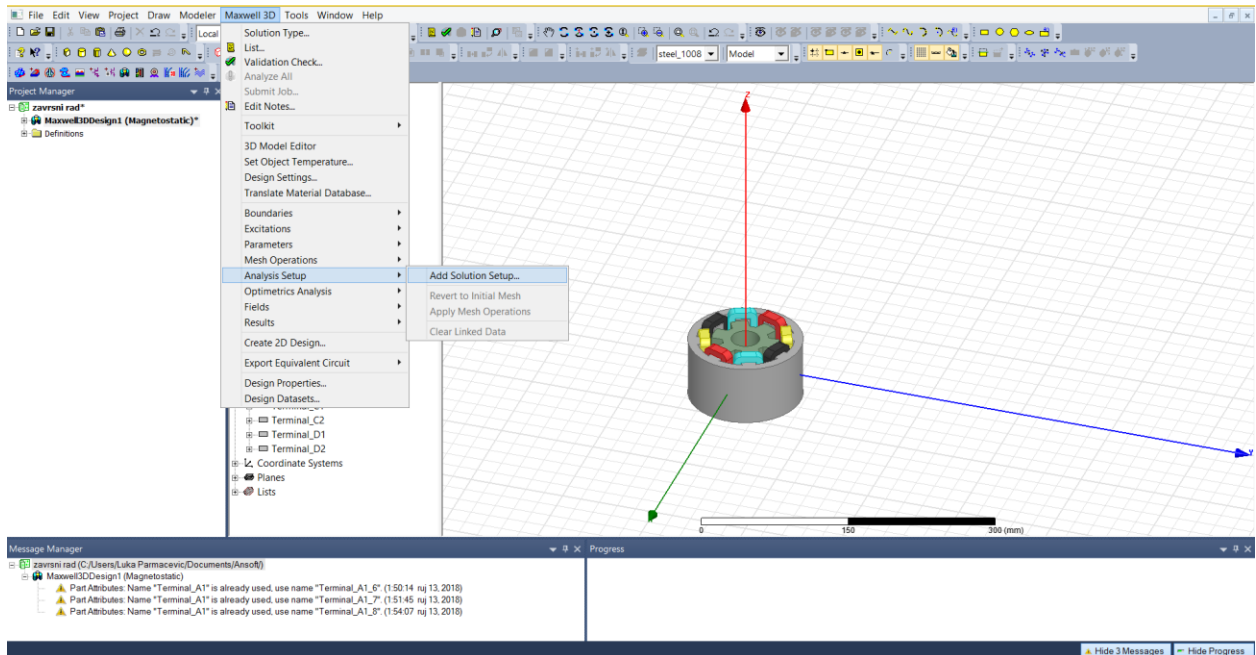 File Edit View Project Draw Modeler Maxwell 3D Tools Window Help
Local
steel_1008 Model
Project Manager
zavrsni rad*
Maxwell3DDesign1 (Magnetostatic)*
Definitions
Solution Type...
List...
Validation Check...
Analyze All
Submit Job...
Edit Notes...
Toolkit
3D Model Editor
Set Object Temperature...
Design Settings...
Translate Material Database...
Boundaries
Excitations
Parameters
Mesh Operations
Analysis Setup
Optimetrics Analysis
Fields
Results
Create 2D Design...
Export Equivalent Circuit
Design Properties...
Design Datasets...
Add Solution Setup...
Revert to Initial Mesh
Apply Mesh Operations
Clear Linked Data
Terminal_C2
Terminal_D1
Terminal_D2
Coordinate Systems
Planes
Lists
Z
Y
0 150 300 (mm)
Message Manager
zavrsni rad (C:/Users/Luka Parmacevic/Documents/Ansoft/)
Maxwell3DDesign1 (Magnetostatic)
Part Attributes: Name "Terminal_A1" is already used, use name "Terminal_A1_6". (1:50:14 ruj 13, 2018)
Part Attributes: Name "Terminal_A1" is already used, use name "Terminal_A1_7". (1:51:45 ruj 13, 2018)
Part Attributes: Name "Terminal_A1" is already used, use name "Terminal_A1_8". (1:54:07 ruj 13, 2018)
Progress
Hide 3 Messages Hide Progress